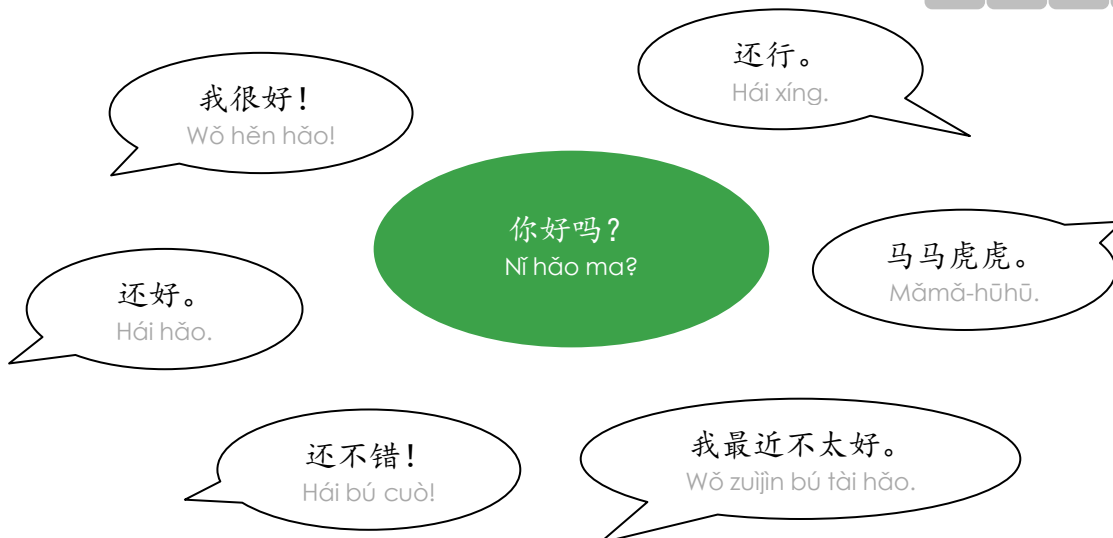 我很好！
Wǒ hěn hǎo!
还行。
Hái xíng.
你好吗？
Nǐ hǎo ma?
马马虎虎。
Mǎmǎ-hūhū.
还好。
Hái hǎo.
还不错！
Hái bú cuò!
我最近不太好。
Wǒ zuìjìn bú tài hǎo.